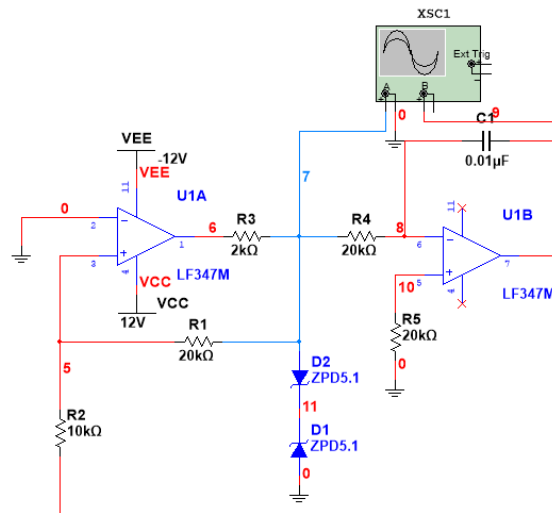 XSC1
Ext Trig
A
B
0
9
C1
0.01µF
VEE
-12V
VEE
11
U1A
0
2
3
1
6
R3
2kΩ
7
R4
20kΩ
8
6
11
U1B
7
LF347M
4
VCC
VCC
12V
LF347M
10
5
4
R5
20kΩ
0
R1
20kΩ
5
D2
ZPD5.1
11
D1
ZPD5.1
0
R2
10kΩ